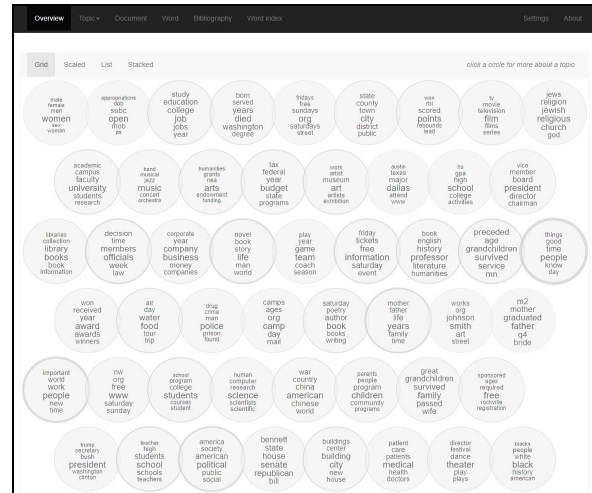 Overview Topic Document Word Bibliography Word index Settings About
Grid Scaled List Stacked click a circle for more about a topic
male
female
men
women
sex
woman
appropriations
dott
subc
open
mob
pa
study
education
college
job
jobs
year
born
served
years
died
washington
degree
fridays
free
sundays
org
saturdays
street
state
county
town
city
district
public
won
rbi
scored
points
rebounds
lead
tv
movie
television
film
films
series
jews
religion
jewish
religious
church
god
academic
campus
faculty
university
students
research
band
musical
jazz
music
concert
orchestra
humanities
grants
nea
arts
endowment
funding
tax
federal
year
budget
state
programs
work
artist
museum
art
artists
exhibition
austin
texas
major
dallas
attend
www
hs
gpa
high
school
college
activities
vice
member
board
president
director
chairman
libraries
collection
library
books
book
information
decision
time
members
officials
week
law
corporate
year
company
business
money
companies
novel
book
story
life
man
world
play
year
game
team
coach
season
friday
tickets
free
information
saturday
event
book
english
history
professor
literature
humanities
preceded
age
grandchildren
survived
service
mn
things
good
time
people
know
day
won
received
year
award
awards
winners
air
day
water
food
tour
trip
drug
crime
man
police
prison
found
camps
ages
org
camp
day
mail
saturday
poetry
author
book
books
writing
mother
father
life
years
family
time
works
org
johnson
smith
art
street
m2
mother
graduated
father
q4
bride
important
world
work
people
new
time
nw
org
free
www
saturday
sunday
school
program
college
students
courses
student
human
computer
research
science
scientists
scientific
war
country
china
american
chinese
world
parents
people
program
children
community
programs
great
grandchildren
survived
family
passed
wife
sponsored
ages
required
free
rockville
registration
trump
secretary
bush
president
washington
clinton
teacher
high
students
school
schools
teachers
america
society
american
political
public
social
bennett
state
house
senate
republican
bill
buildings
center
building
city
new
house
patient
care
patients
medical
health
doctors
director
festival
dance
theater
play
plays
blacks
people
white
black
history
american